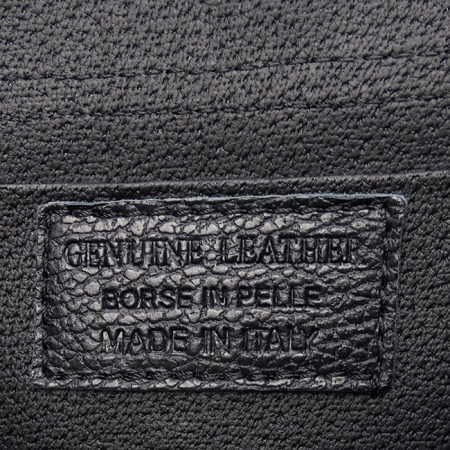 GENUINE LEATHER
BORSE IN PELLE
MADE IN ITALY